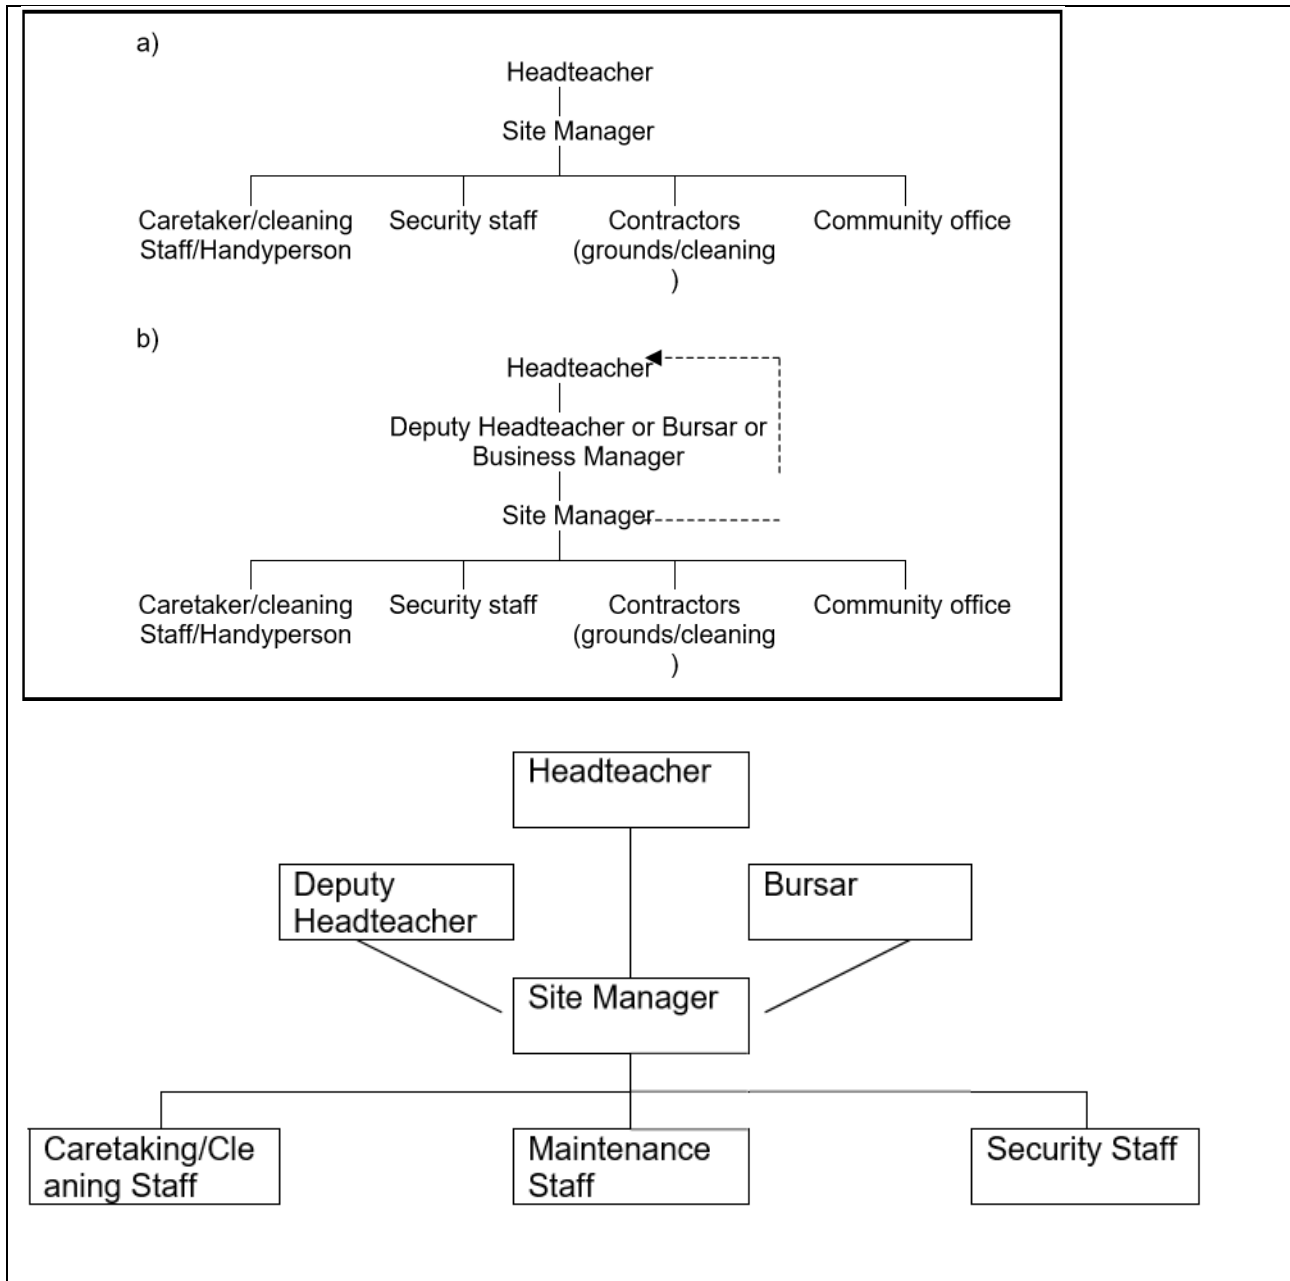 a)
Headteacher
Site Manager
Caretaker/cleaning Security staff Contractors Community office
Staff/Handyperson (grounds/cleaning
)
b)
Headteacher
Deputy Headteacher or Bursar or
Business Manager
Site Manager
Caretaker/cleaning Security staff Contractors Community office
Staff/Handyperson (grounds/cleaning
)
Headteacher
Deputy
Headteacher
Bursar
Site Manager
Caretaking/Cle
aning Staff
Maintenance
Staff
Security Staff